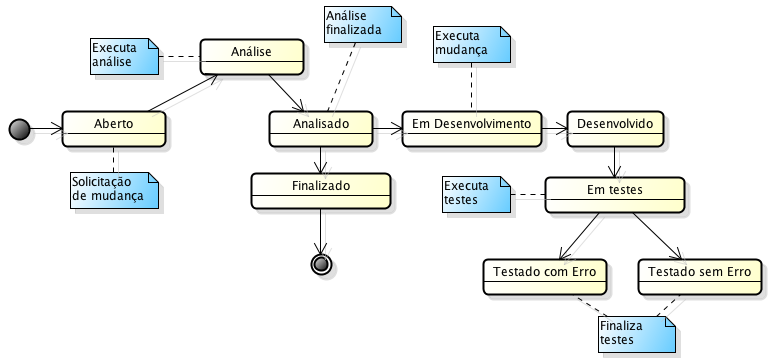 Análise
finalizada
Executa
mudança
Executa
análise
Análise
Aberto
Analisado
Em Desenvolvimento
Desenvolvido
Solicitação
de mudança
Finalizado
Executa
testes
Em testes
Testado com Erro
Testado sem Erro
Finaliza
testes